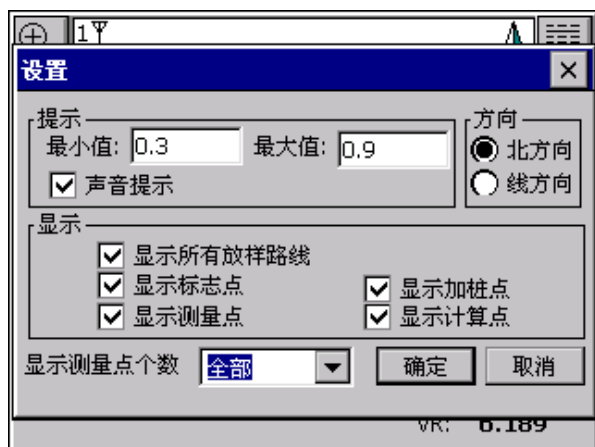 1
设置
提示
方向
最小值: 0.3 最大值: 0.9
北方向
声音提示
线方向
显示
显示所有放样路线
显示标志点
显示加桩点
显示测量点
显示计算点
显示测量点个数 全部 确定 取消
VR: 6.189